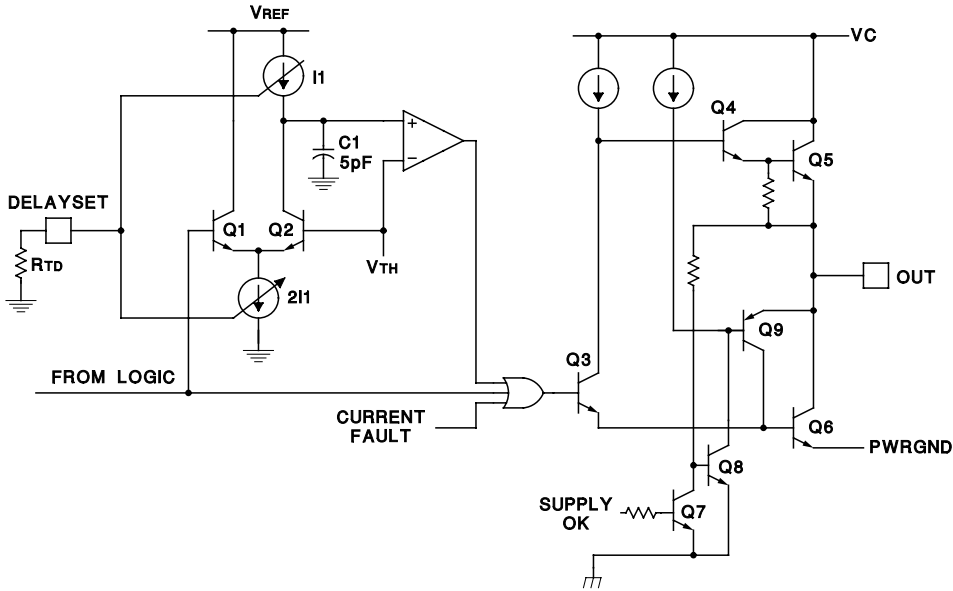 VREF
I1
VC
Q4
C1
5pF
+
−
Q5
DELAYSET
Q1
Q2
RTD
VTH
OUT
2I1
Q9
Q3
FROM LOGIC
CURRENT
FAULT
Q6
PWRGND
Q8
SUPPLY
OK
Q7